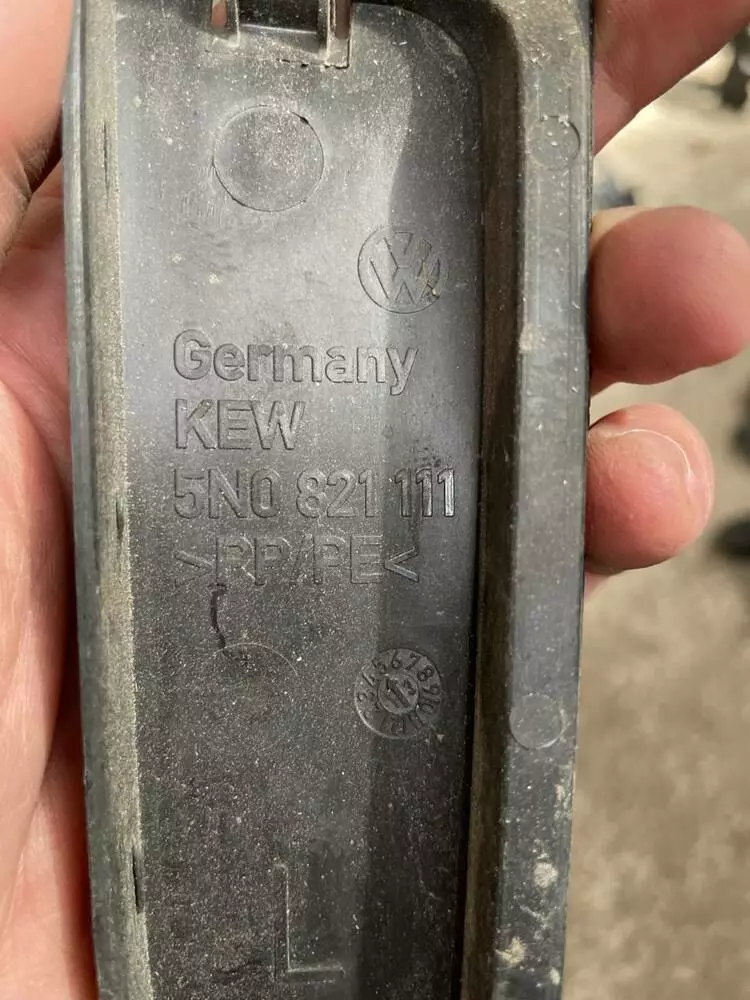 Germany
KEW
5N0 821 111
>PP/PE<
L